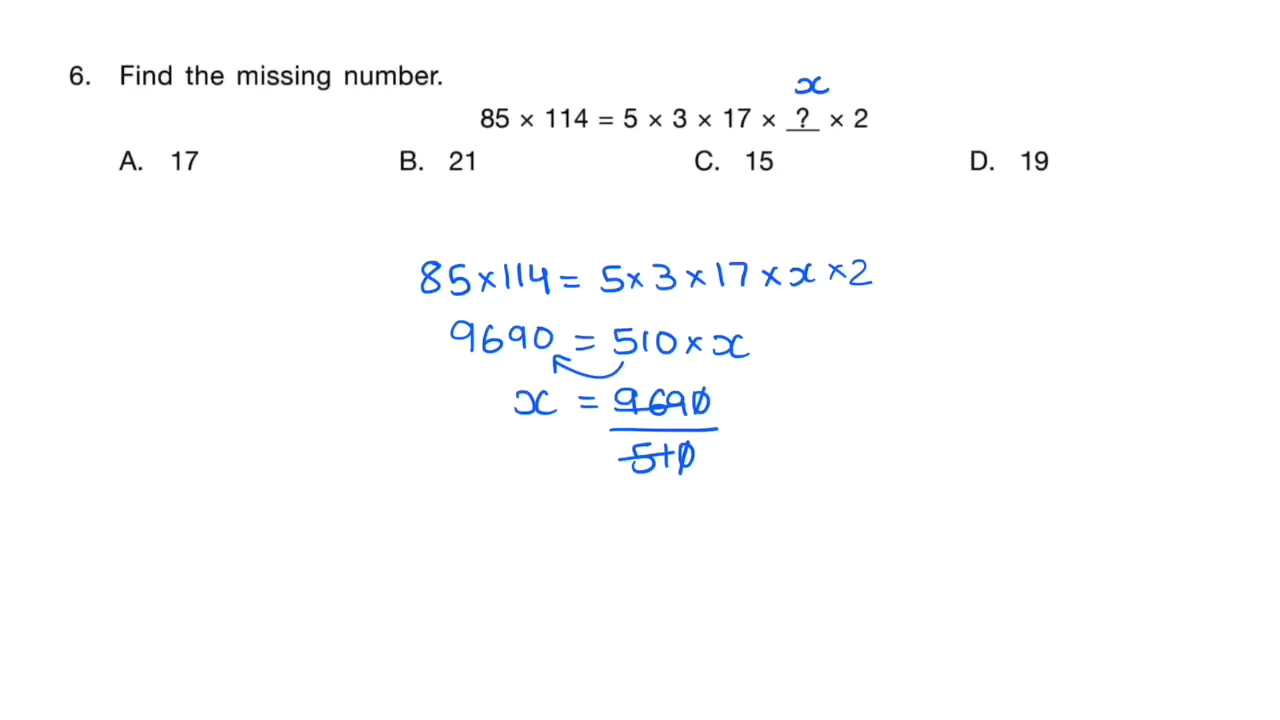 6. Find the missing number.
x
85 × 114 = 5 × 3 × 17 × ? × 2
A. 17 B. 21 C. 15 D. 19
85×114 = 5×3×17×x×2
9690 = 510×x
x = 9690
510